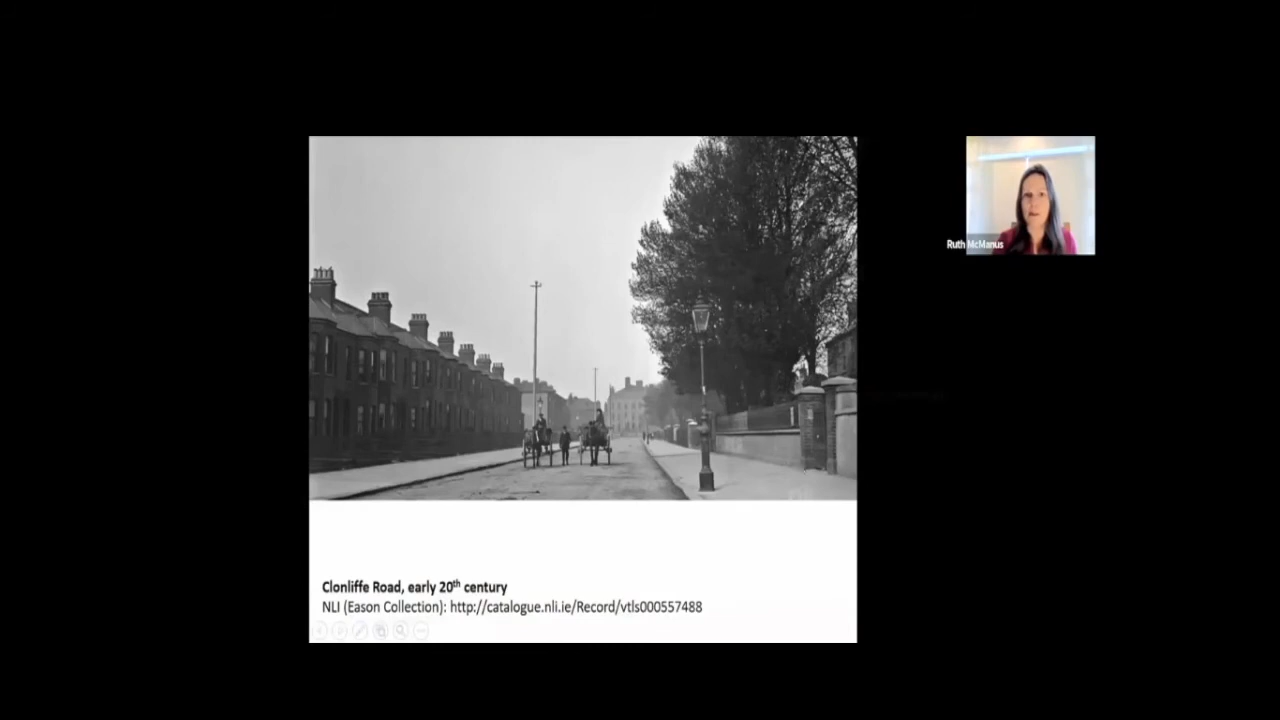 Ruth McManus
Clonliffe Road, early 20th century
NLI (Eason Collection): http://catalogue.nli.ie/Record/vtls000557488